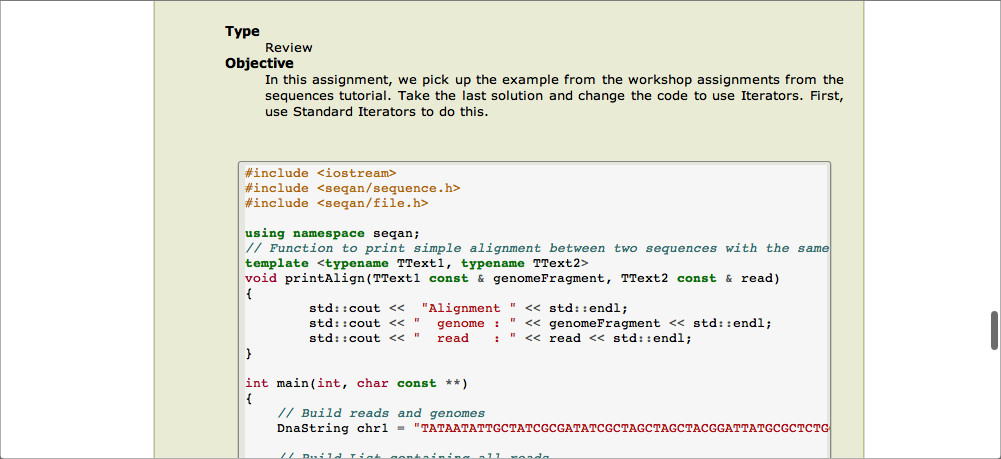 Type
Review
Objective
In this assignment, we pick up the example from the workshop assignments from the
sequences tutorial. Take the last solution and change the code to use Iterators. First,
use Standard Iterators to do this.
#include <iostream>
#include <seqan/sequence.h>
#include <seqan/file.h>
using namespace seqan;
// Function to print simple alignment between two sequences with the same
template <typename TText1, typename TText2>
void printAlign(TText1 const & genomeFragment, TText2 const & read)
{
        std::cout <<  "Alignment " << std::endl;
        std::cout << "  genome : " << genomeFragment << std::endl;
        std::cout << "  read   : " << read << std::endl;
}
int main(int, char const **)
{
    // Build reads and genomes
    DnaString chr1 = "TATAATATTGCTATCGCGATATCGCTAGCTAGCTACGGATTATGCGCTCTG
    // Build List containing all reads